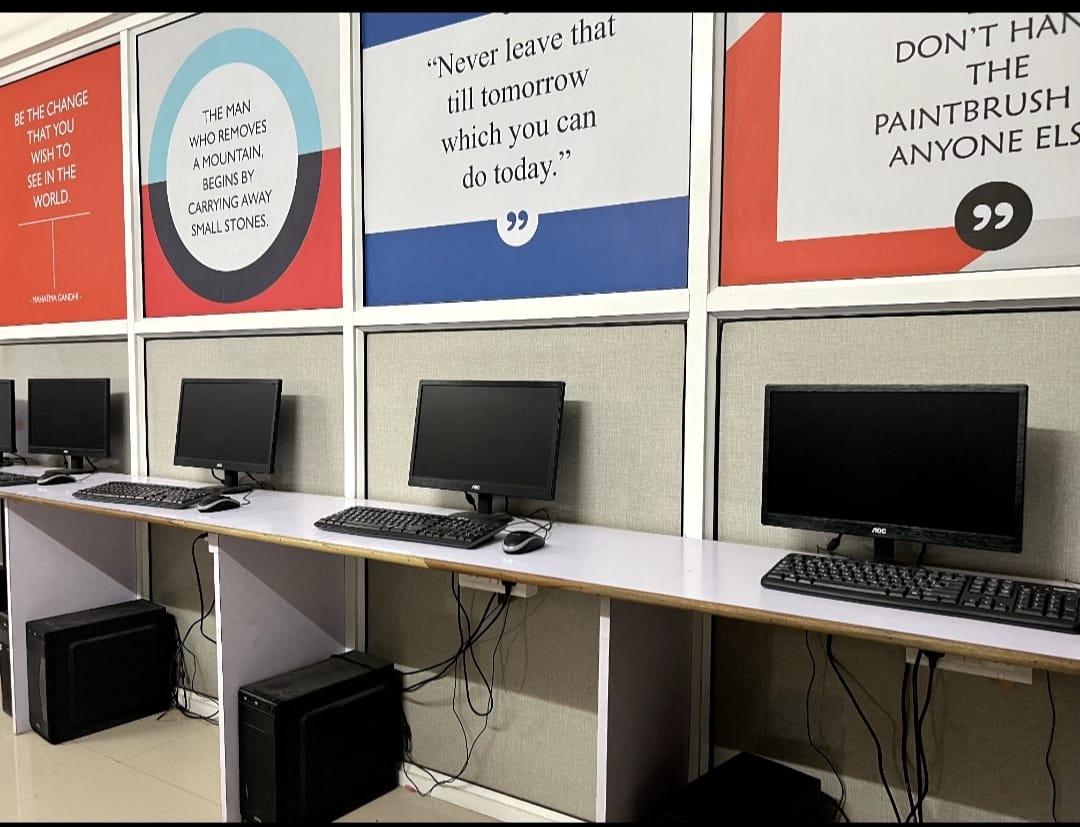 BE THE CHANGE
THAT YOU
WISH TO
SEE IN THE
WORLD.
- MAHATMA GANDHI -
THE MAN
WHO REMOVES
A MOUNTAIN,
BEGINS BY
CARRYING AWAY
SMALL STONES.
“Never leave that
till tomorrow
which you can
do today.”
”
DON'T HAN
THE
PAINTBRUSH
ANYONE ELS
”
AOC
AOC